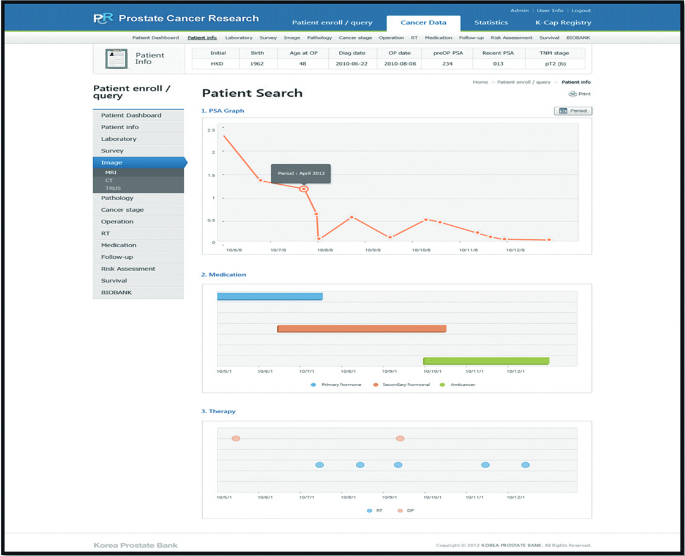 Admin User Info Logout
PCR Prostate Cancer Research
Patient enroll / query Cancer Data Statistics K-Cap Registry
Patient Dashboard Patient info Laboratory Survey Image Pathology Cancer stage Operation RT Medication Follow-up Risk Assessment Survival BIOBANK
Patient Info
Initial Birth Age at OP Diag date OP date preOP PSA Recent PSA TNM stage
HKD 1962 48 2010-06-22 2010-08-08 234 013 pT2 (b)
Home Patient enroll / query Patient info
Patient enroll / query
Patient Search
Print
Patient Dashboard
Patient info
Laboratory
Survey
Image
MRI
CT
TRUS
Pathology
Cancer stage
Operation
RT
Medication
Follow-up
Risk Assessment
Survival
BIOBANK
1. PSA Graph
Period
2.5
2
1.5
1
0.5
0
Period : April 2012
10/6/8 10/7/8 10/8/8 10/9/8 10/10/8 10/11/8 10/12/8
2. Medication
10/5/1 10/6/1 10/7/1 10/8/1 10/9/1 10/10/1 10/11/1 10/12/1
Primary hormone Secondary hormonal Anticancer
3. Therapy
10/5/1 10/6/1 10/7/1 10/8/1 10/9/1 10/10/1 10/11/1 10/12/1
RT OP
Korea Prostate Bank
Copyright © 2012 KOREA PROSTATE BANK. All Rights Reserved.